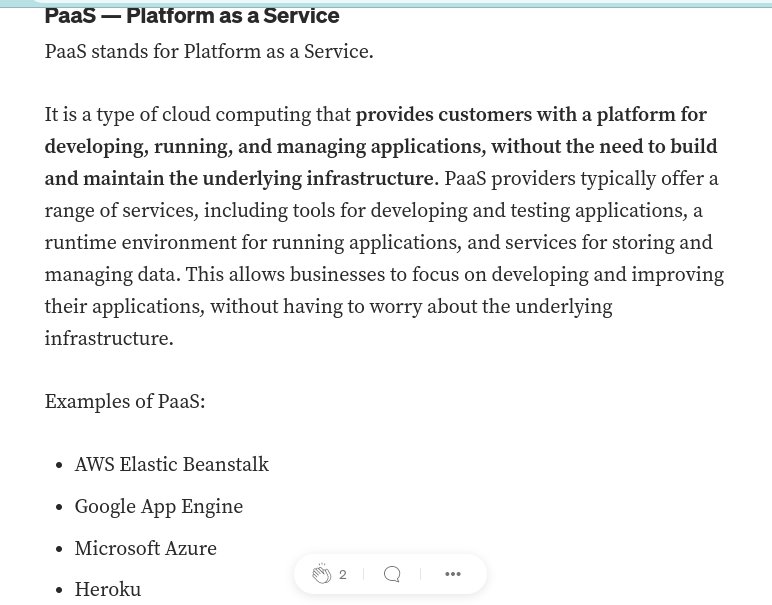 PaaS — Platform as a Service
PaaS stands for Platform as a Service.
It is a type of cloud computing that provides customers with a platform for
developing, running, and managing applications, without the need to build
and maintain the underlying infrastructure. PaaS providers typically offer a
range of services, including tools for developing and testing applications, a
runtime environment for running applications, and services for storing and
managing data. This allows businesses to focus on developing and improving
their applications, without having to worry about the underlying
infrastructure.
Examples of PaaS:
• AWS Elastic Beanstalk
• Google App Engine
• Microsoft Azure
• Heroku
2